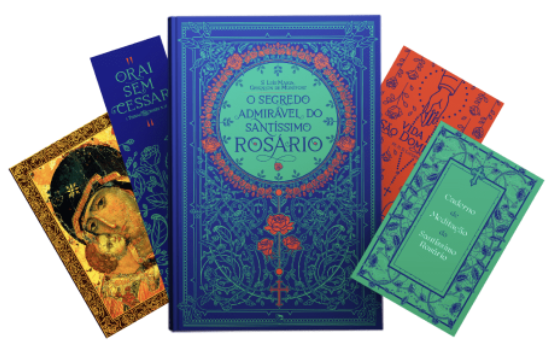 ORAI
SEM
CESSAR
S. LUÍS MARIA
GRIGNION DE MONTFORT
O SEGREDO
ADMIRÁVEL DO
SANTÍSSIMO
ROSÁRIO
Caderno
de
Meditação
do
Santíssimo
Rosário